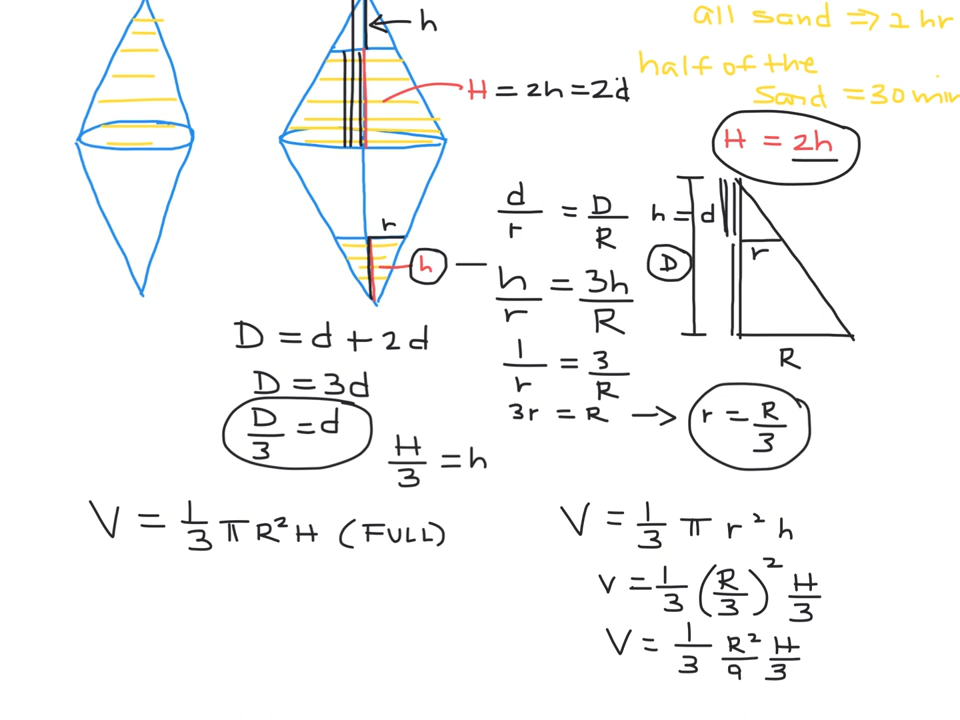 all sand ⇒ 2 hr
half of the
sand = 30 min
h
H = 2h = 2d
H = 2h
d/r = D/R
h = d
r
D
R
r
h
h/r = 3h/R
D = d + 2d
D = 3d
D/3 = d
1/r = 3/R
3r = R → r = R/3
H/3 = h
V = 1/3 π R² H (FULL)
V = 1/3 π r² h
V = 1/3 (R/3)² H/3
V = 1/3 R²/9 H/3